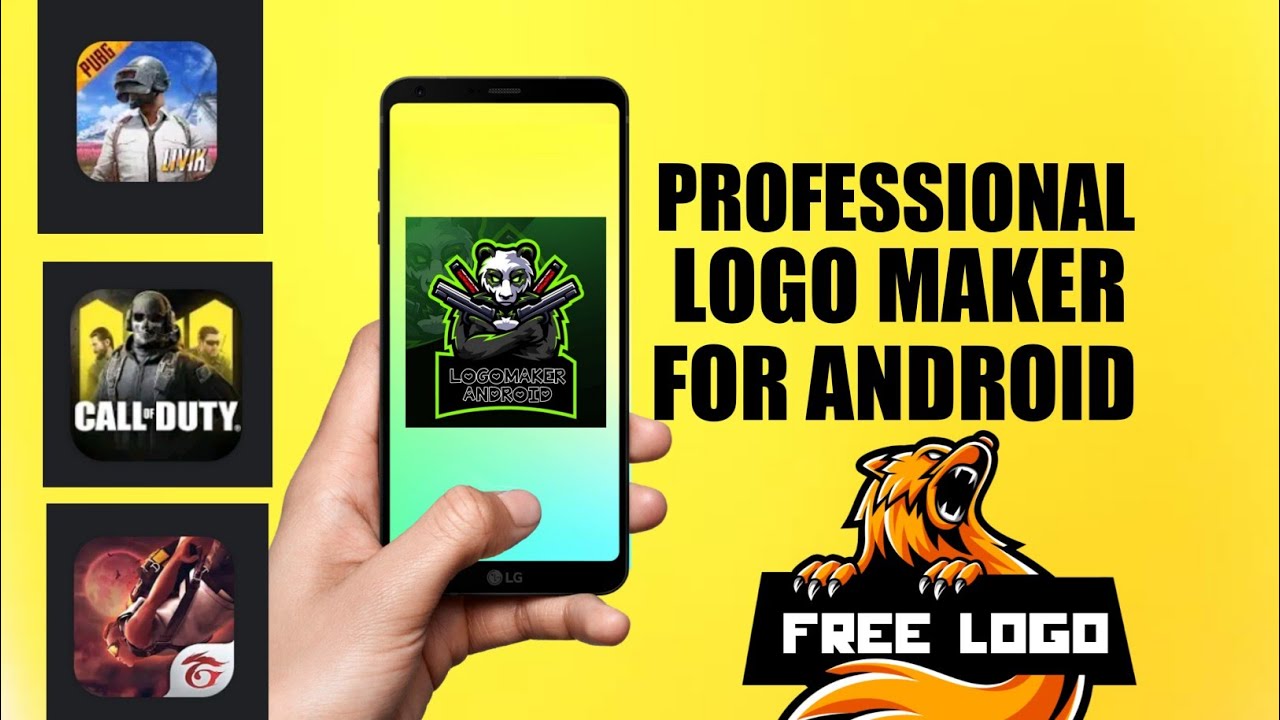 PUBG
LIVIK
CALL OF DUTY®
LOGOMAKER
ANDROID
LG
PROFESSIONAL
LOGO MAKER
FOR ANDROID
FREE LOGO